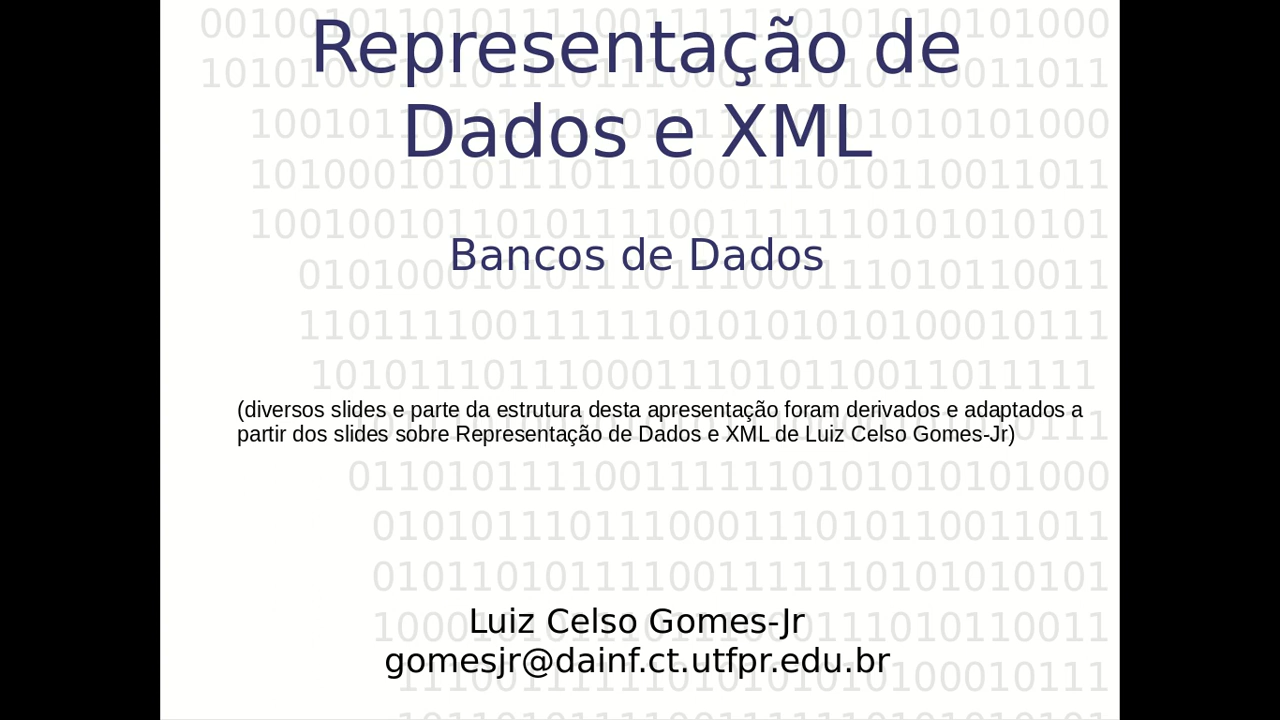 Representação de
Dados e XML
Bancos de Dados
(diversos slides e parte da estrutura desta apresentação foram derivados e adaptados a
partir dos slides sobre Representação de Dados e XML de Luiz Celso Gomes-Jr)
Luiz Celso Gomes-Jr
gomesjr@dainf.ct.utfpr.edu.br